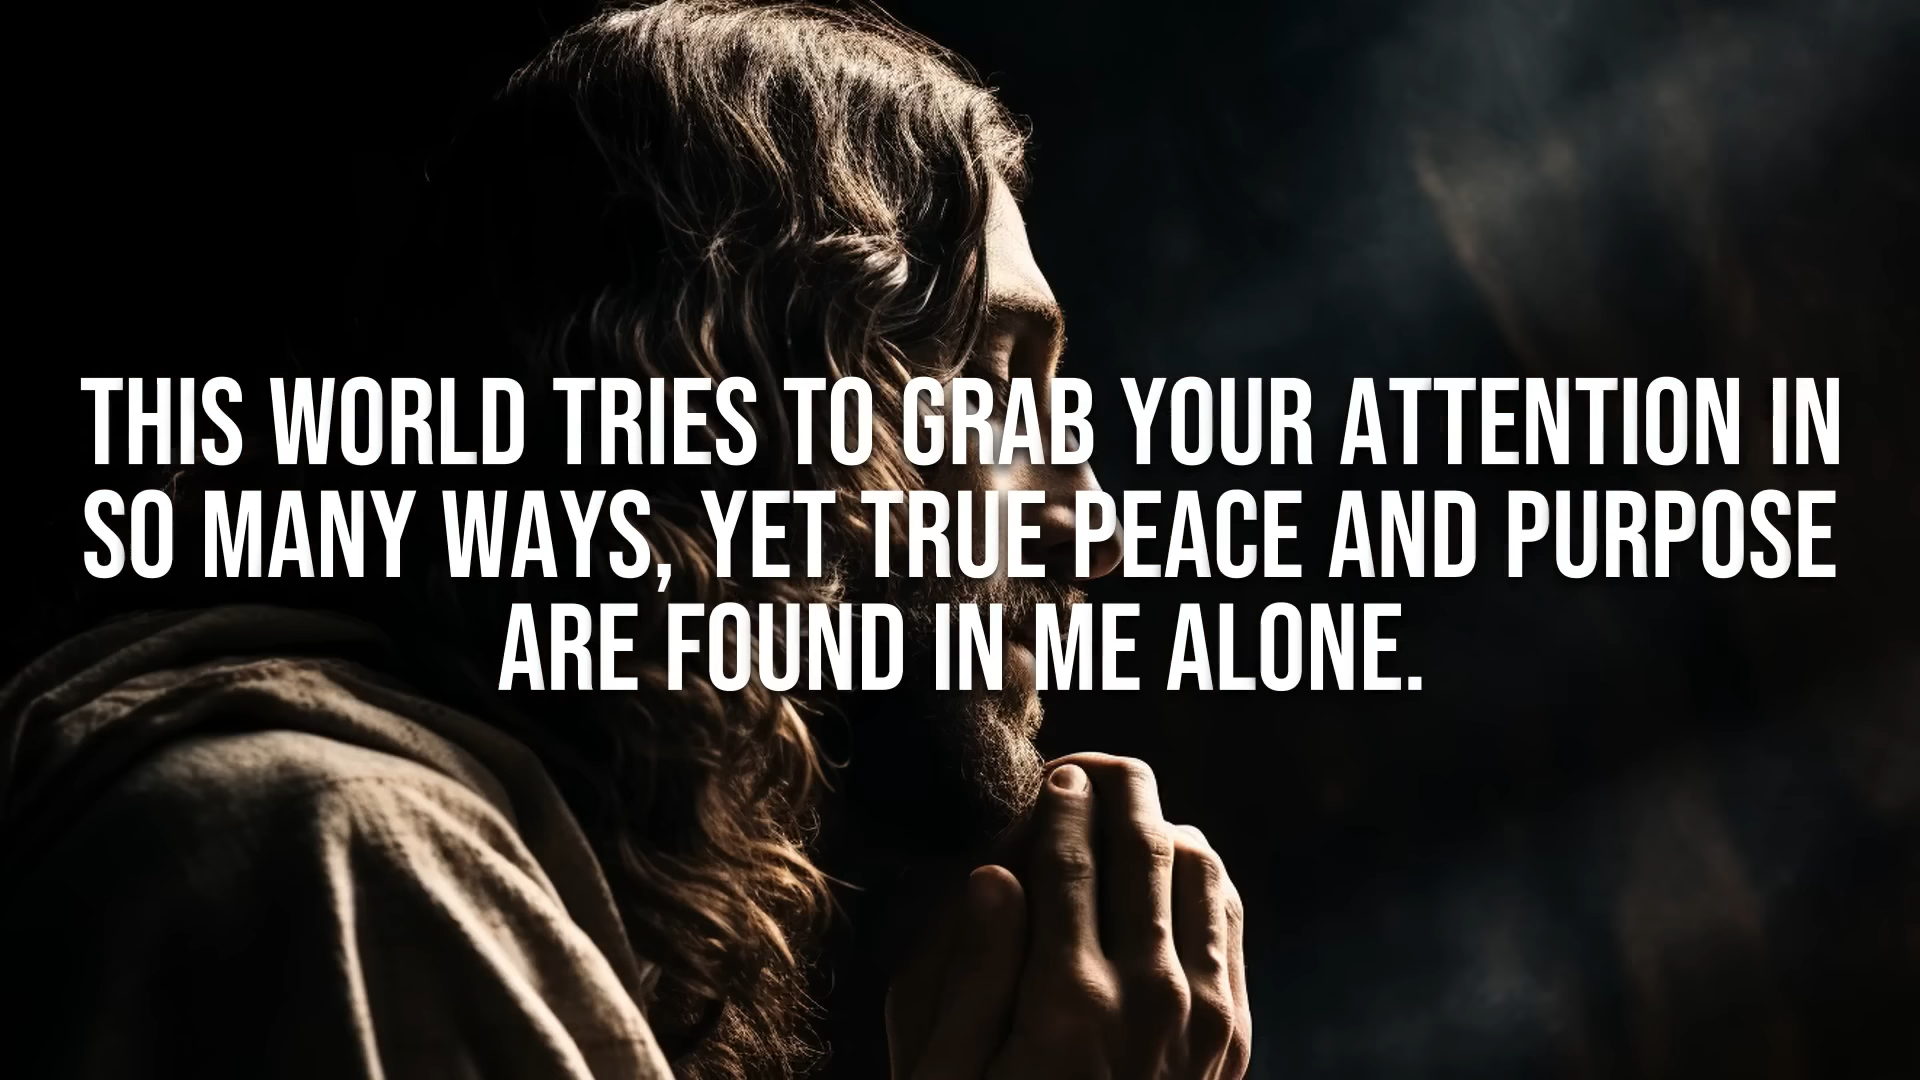 THIS WORLD TRIES TO GRAB YOUR ATTENTION IN
SO MANY WAYS, YET TRUE PEACE AND PURPOSE
ARE FOUND IN ME ALONE.